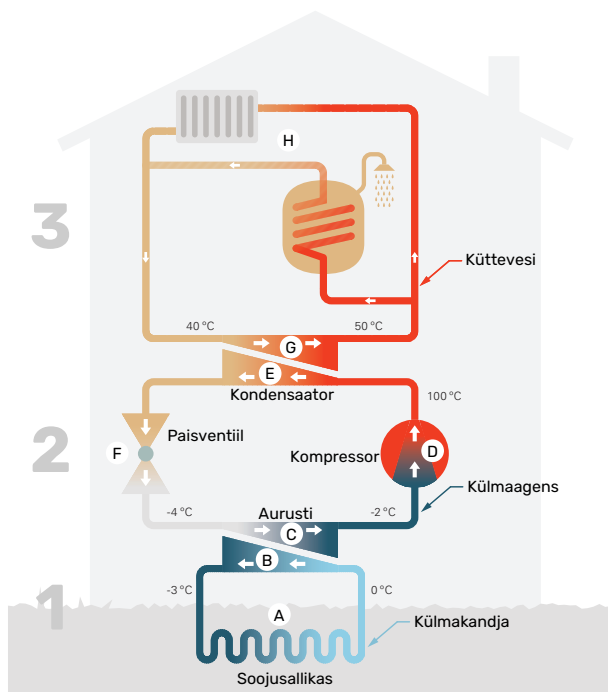 H
3
Küttevesi
40 °C
50 °C
G
E
Kondensaator
100 °C
2
Paisventiil
F
Kompressor
D
Külmaagens
Aurusti
-4 °C
-2 °C
C
B
1
-3 °C
0 °C
A
Külmakandja
Soojusallikas